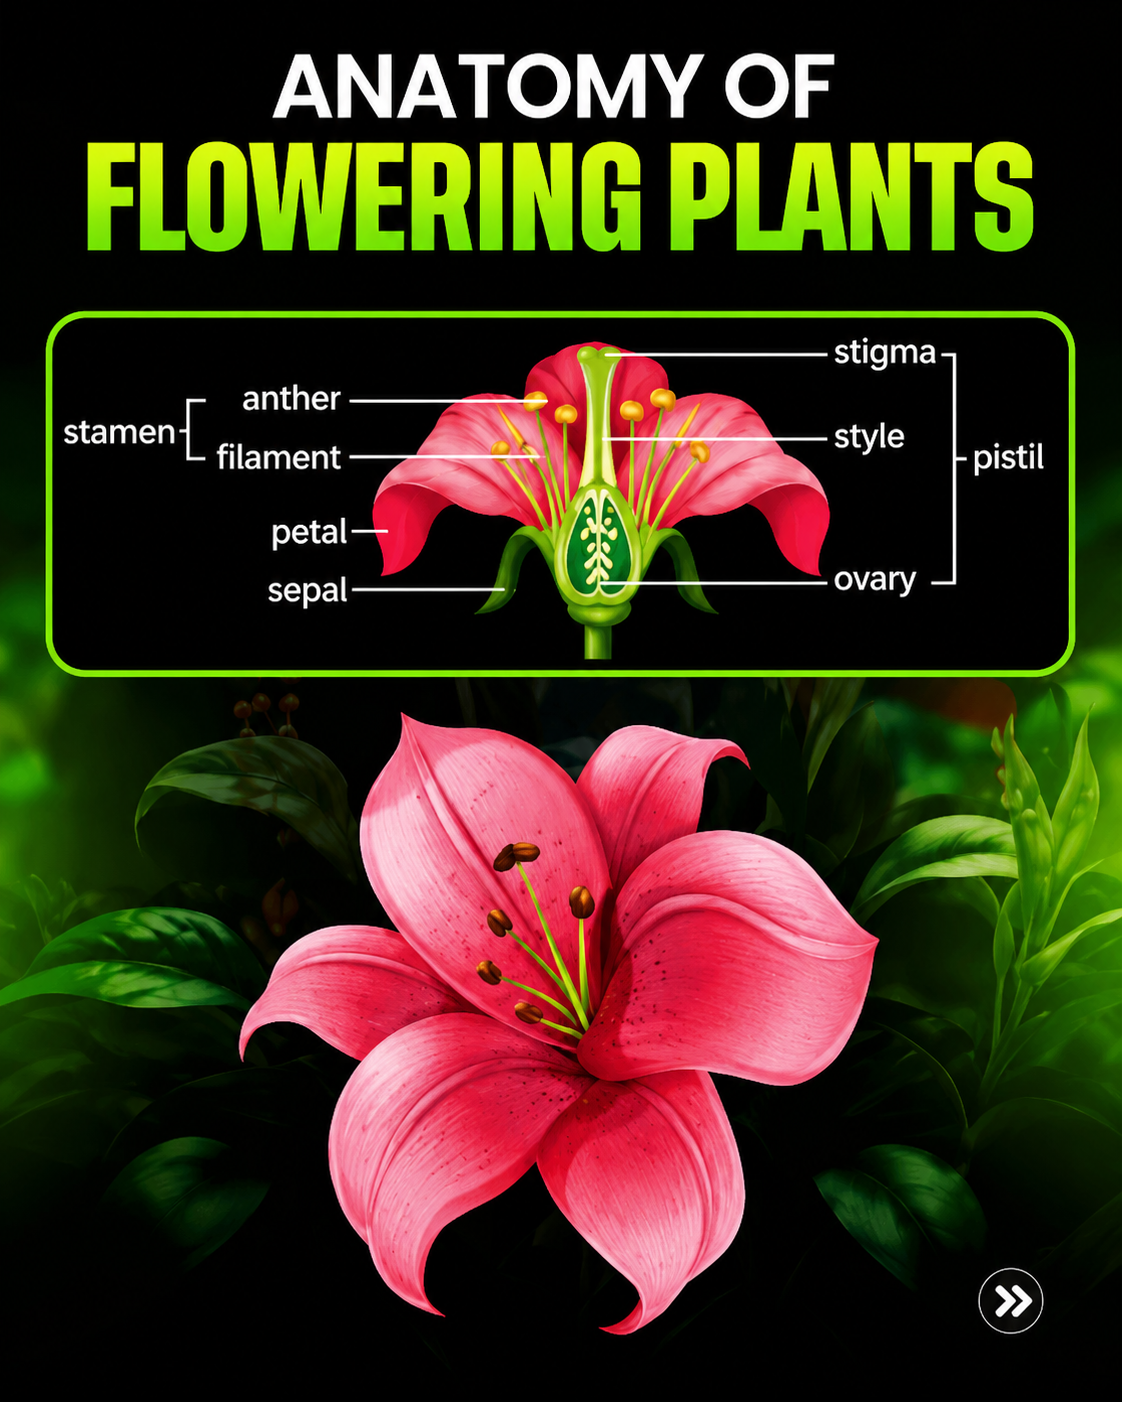 ANATOMY OF
FLOWERING PLANTS
stamen
anther
filament
petal
sepal
stigma
style
pistil
ovary